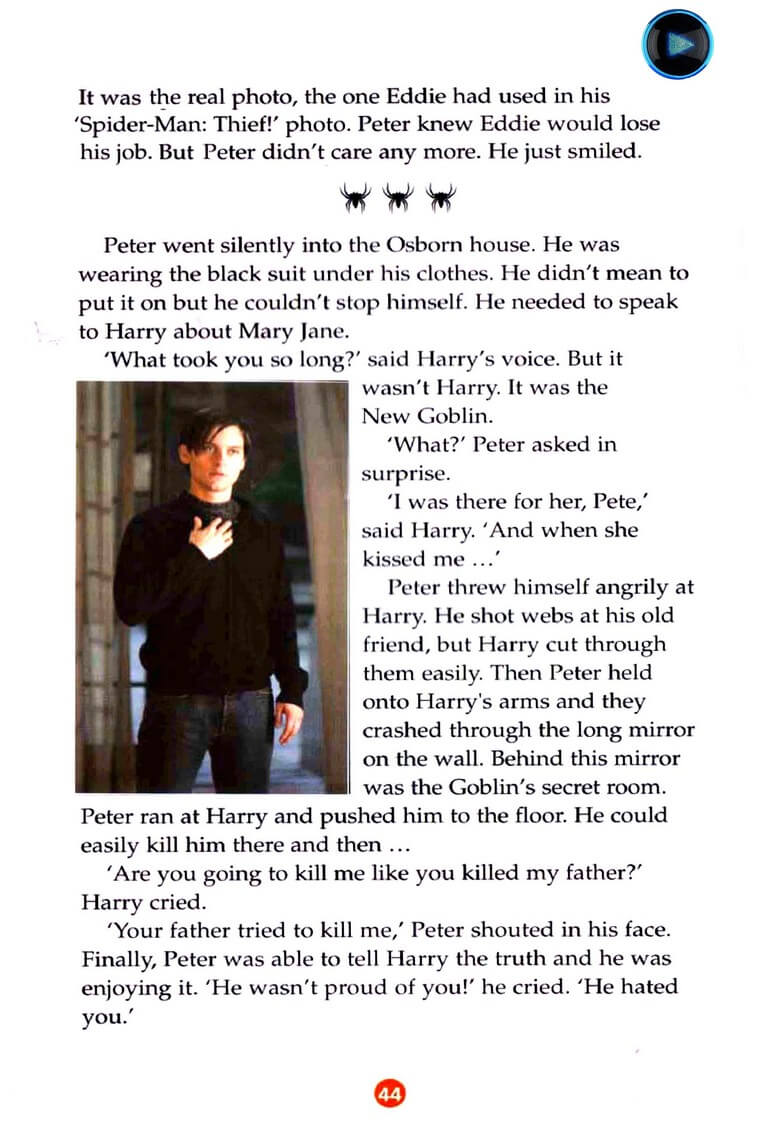 It was the real photo, the one Eddie had used in his
‘Spider-Man: Thief!’ photo. Peter knew Eddie would lose
his job. But Peter didn’t care any more. He just smiled.
Peter went silently into the Osborn house. He was
wearing the black suit under his clothes. He didn’t mean to
put it on but he couldn’t stop himself. He needed to speak
to Harry about Mary Jane.
‘What took you so long?’ said Harry’s voice. But it
wasn’t Harry. It was the
New Goblin.
‘What?’ Peter asked in
surprise.
‘I was there for her, Pete,’
said Harry. ‘And when she
kissed me ...’
Peter threw himself angrily at
Harry. He shot webs at his old
friend, but Harry cut through
them easily. Then Peter held
onto Harry's arms and they
crashed through the long mirror
on the wall. Behind this mirror
was the Goblin’s secret room.
Peter ran at Harry and pushed him to the floor. He could
easily kill him there and then ...
‘Are you going to kill me like you killed my father?’
Harry cried.
‘Your father tried to kill me,’ Peter shouted in his face.
Finally, Peter was able to tell Harry the truth and he was
enjoying it. ‘He wasn’t proud of you!’ he cried. ‘He hated
you.’
44